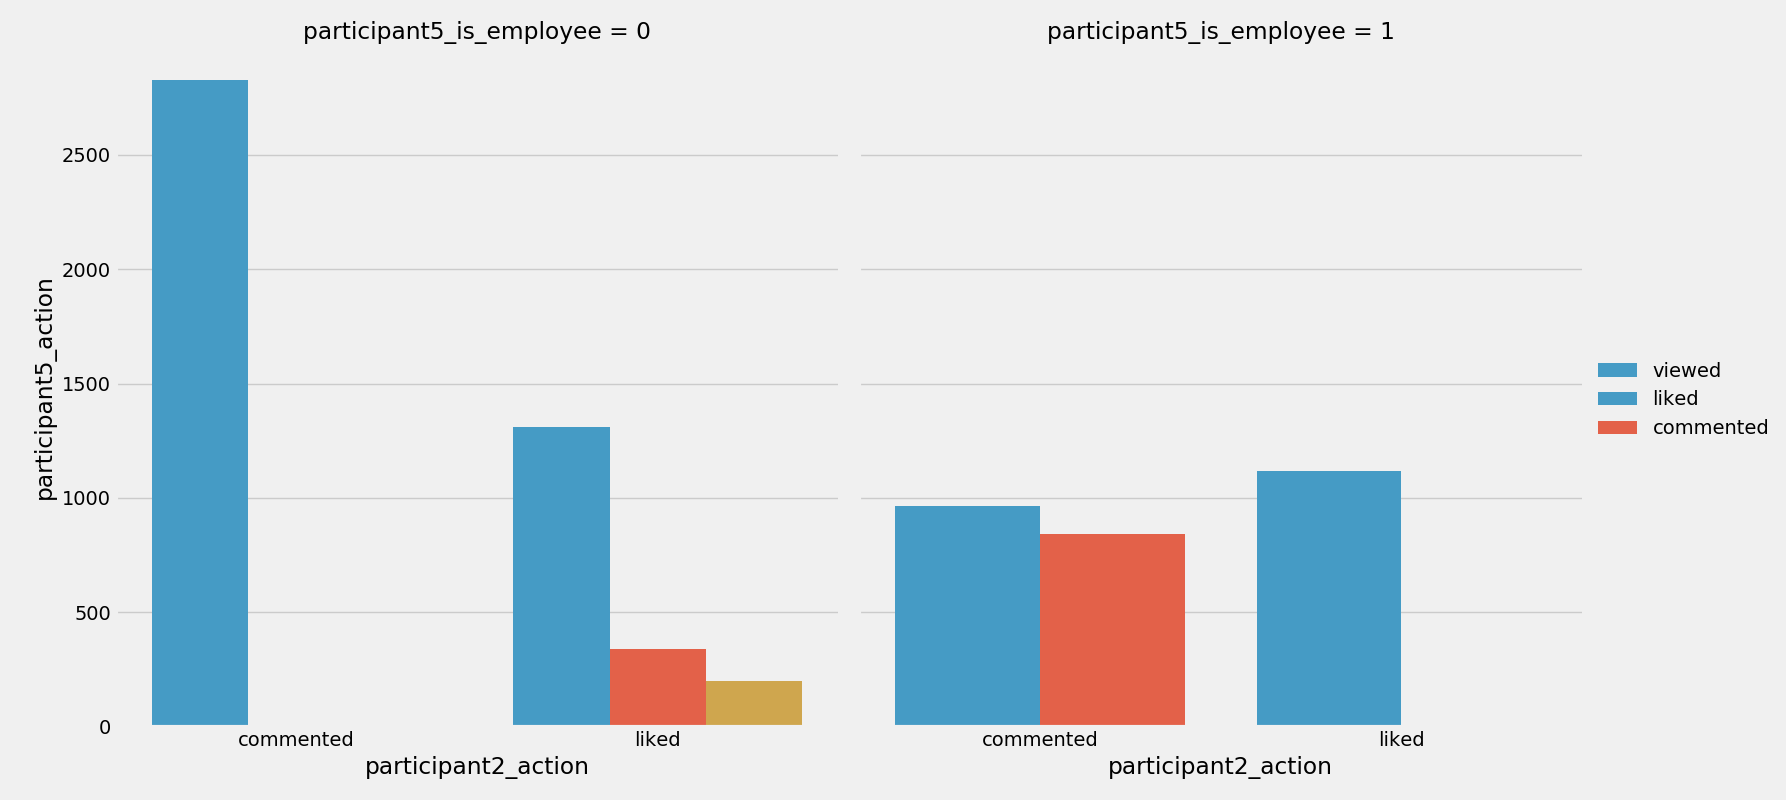 participant5_is_employee = 0
participant5_is_employee = 1
participant5_action
2500
2000
1500
1000
500
0
commented
liked
participant2_action
commented
liked
participant2_action
viewed
liked
commented